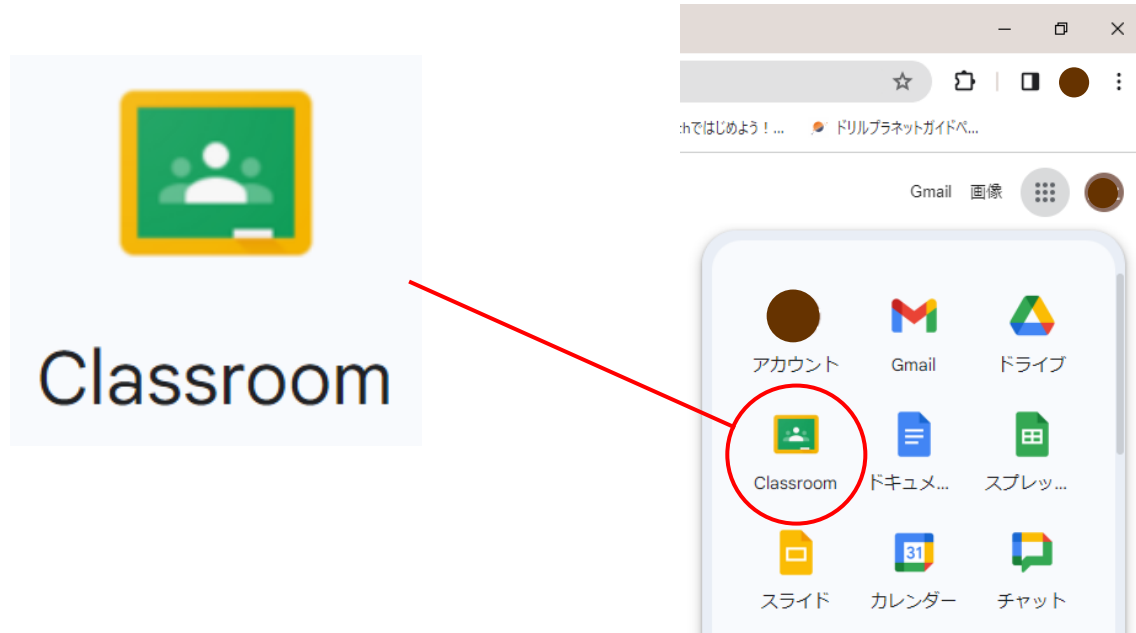 Classroom
:hではじめよう！...
ドリルプラネットガイドペ...
Gmail 画像
アカウント Gmail ドライブ
Classroom ドキュメ... スプレッ...
31
スライド カレンダー チャット